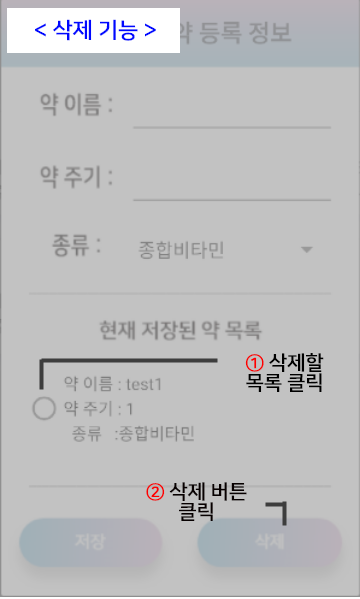 < 삭제 기능 >
약 등록 정보
약 이름 :
약 주기 :
종류 :
종합비타민
현재 저장된 약 목록
① 삭제할
목록 클릭
약 이름 : test1
약 주기 : 1
종류 :종합비타민
② 삭제 버튼
클릭
저장
삭제